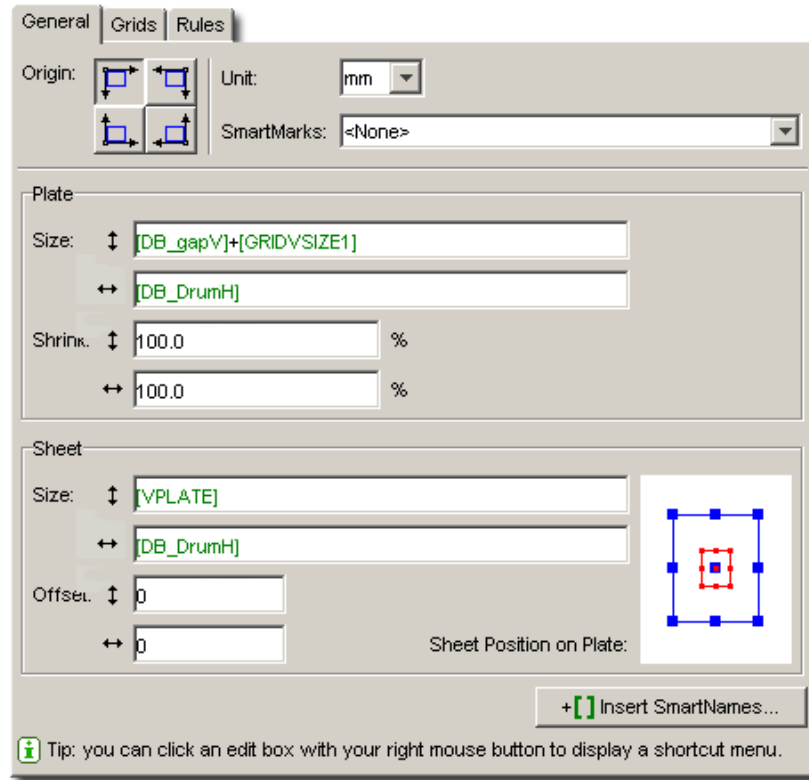 General Grids Rules
Origin: Unit: mm
SmartMarks: <None>
Plate
Size: [DB_gapV]+[GRIDVSIZE1]
[DB_DrumH]
Shrink: 100.0 %
100.0 %
Sheet
Size: [VPLATE]
[DB_DrumH]
Offset: 0
0 Sheet Position on Plate:
+[] Insert SmartNames...
Tip: you can click an edit box with your right mouse button to display a shortcut menu.